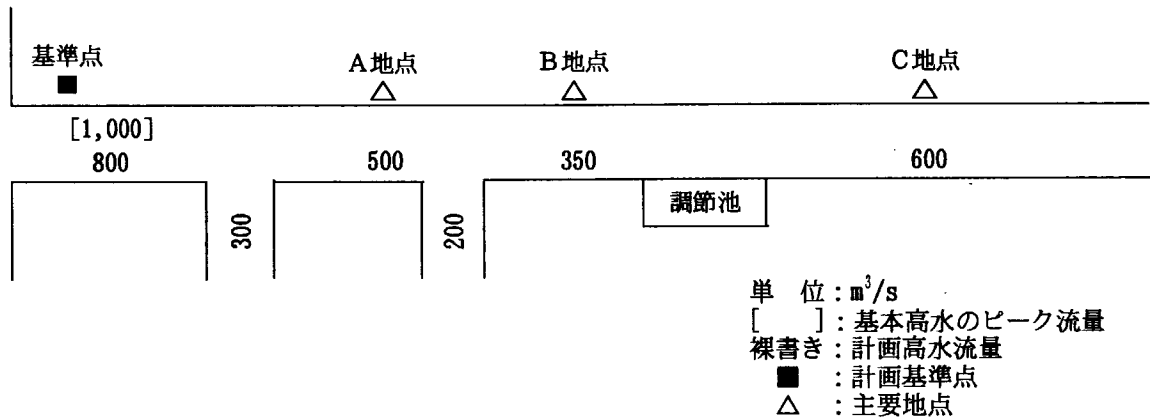 基準点
A地点
B地点
C地点
[1,000]
800
500
350
600
300
200
調節池
単 位:m³/s
[ ]:基本高水のピーク流量
裸書き:計画高水流量
■:計画基準点
△:主要地点